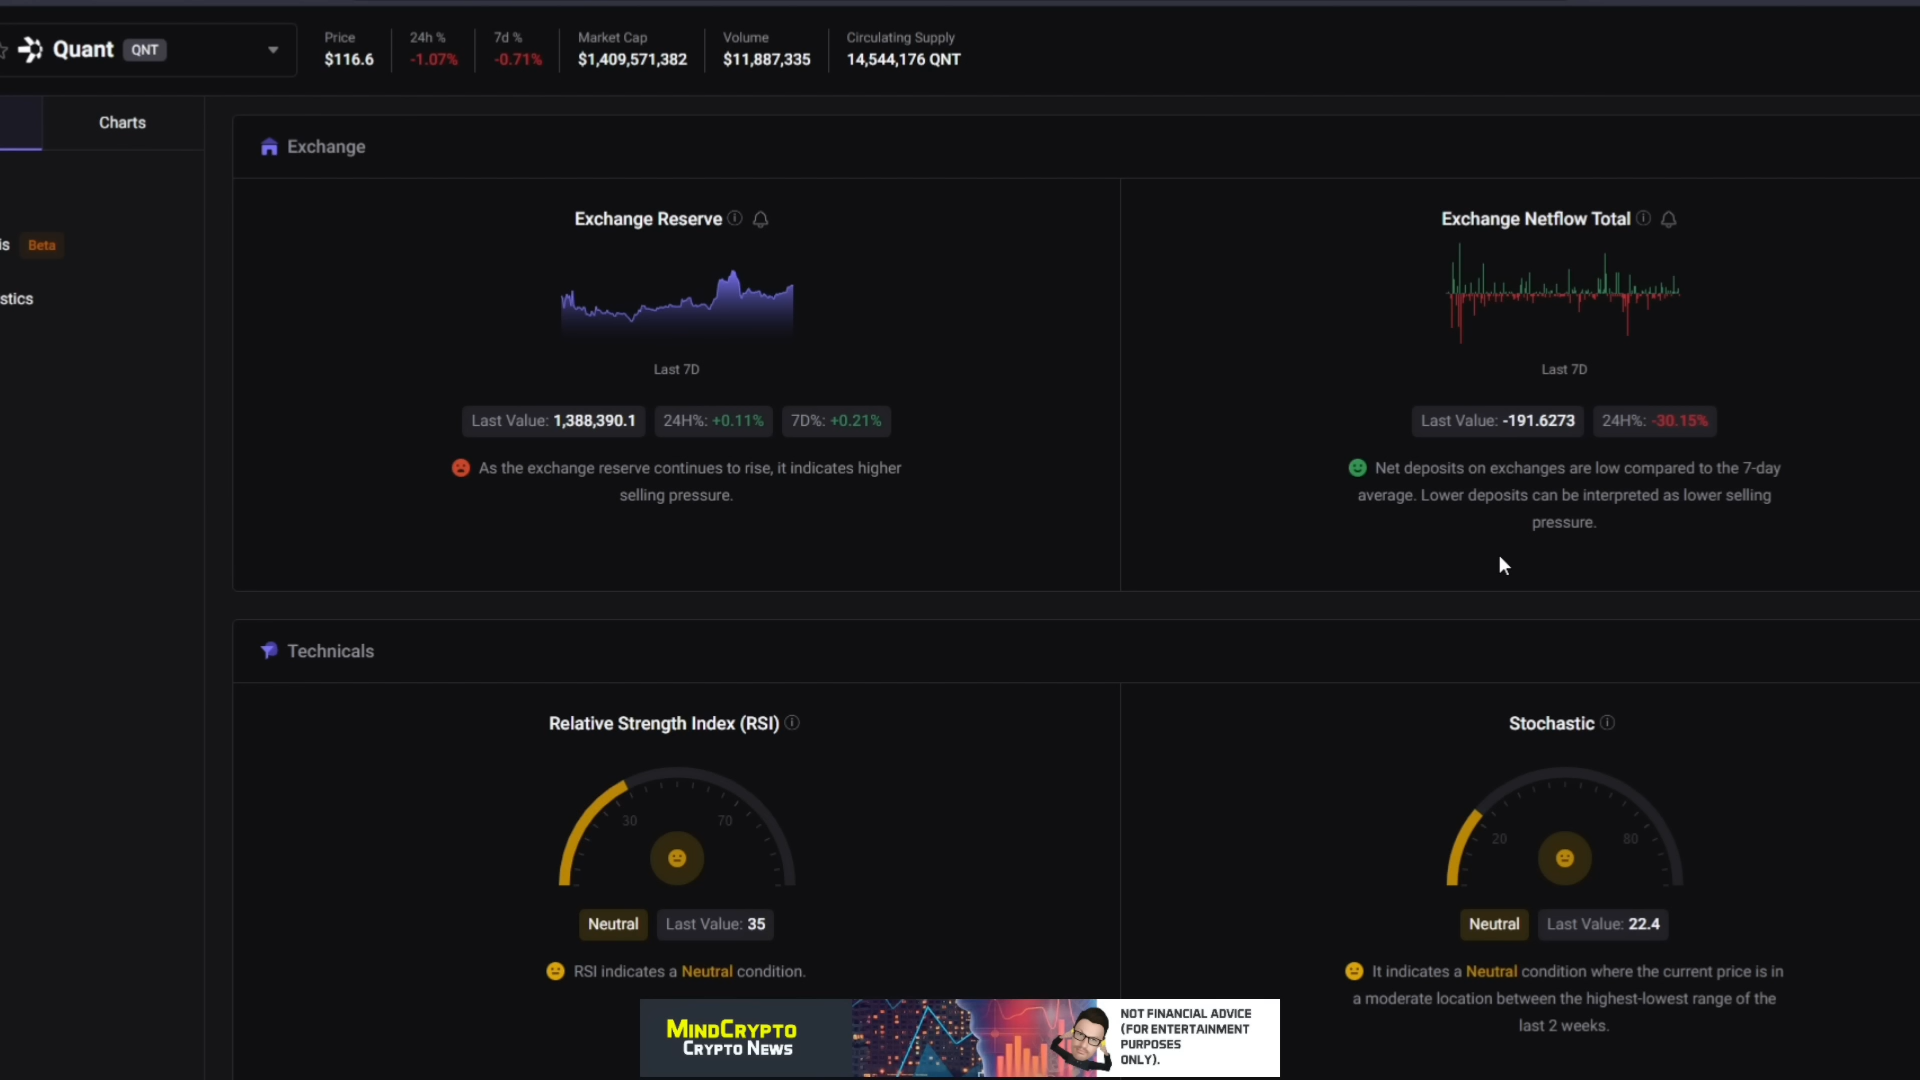 Quant QNT
Price
$116.6
24h %
-1.07%
7d %
-0.71%
Market Cap
$1,409,571,382
Volume
$11,887,335
Circulating Supply
14,544,176 QNT
Charts
is Beta
stics
Exchange
Exchange Reserve
Last 7D
Last Value: 1,388,390.1 24H%: +0.11% 7D%: +0.21%
As the exchange reserve continues to rise, it indicates higher
selling pressure.
Exchange Netflow Total
Last 7D
Last Value: -191.6273 24H%: -30.15%
Net deposits on exchanges are low compared to the 7-day
average. Lower deposits can be interpreted as lower selling
pressure.
Technicals
Relative Strength Index (RSI)
30 70
Neutral Last Value: 35
RSI indicates a Neutral condition.
Stochastic
20 80
Neutral Last Value: 22.4
It indicates a Neutral condition where the current price is in
a moderate location between the highest-lowest range of the
last 2 weeks.
MINDCRYPTO
CRYPTO NEWS
NOT FINANCIAL ADVICE
(FOR ENTERTAINMENT
PURPOSES
ONLY).